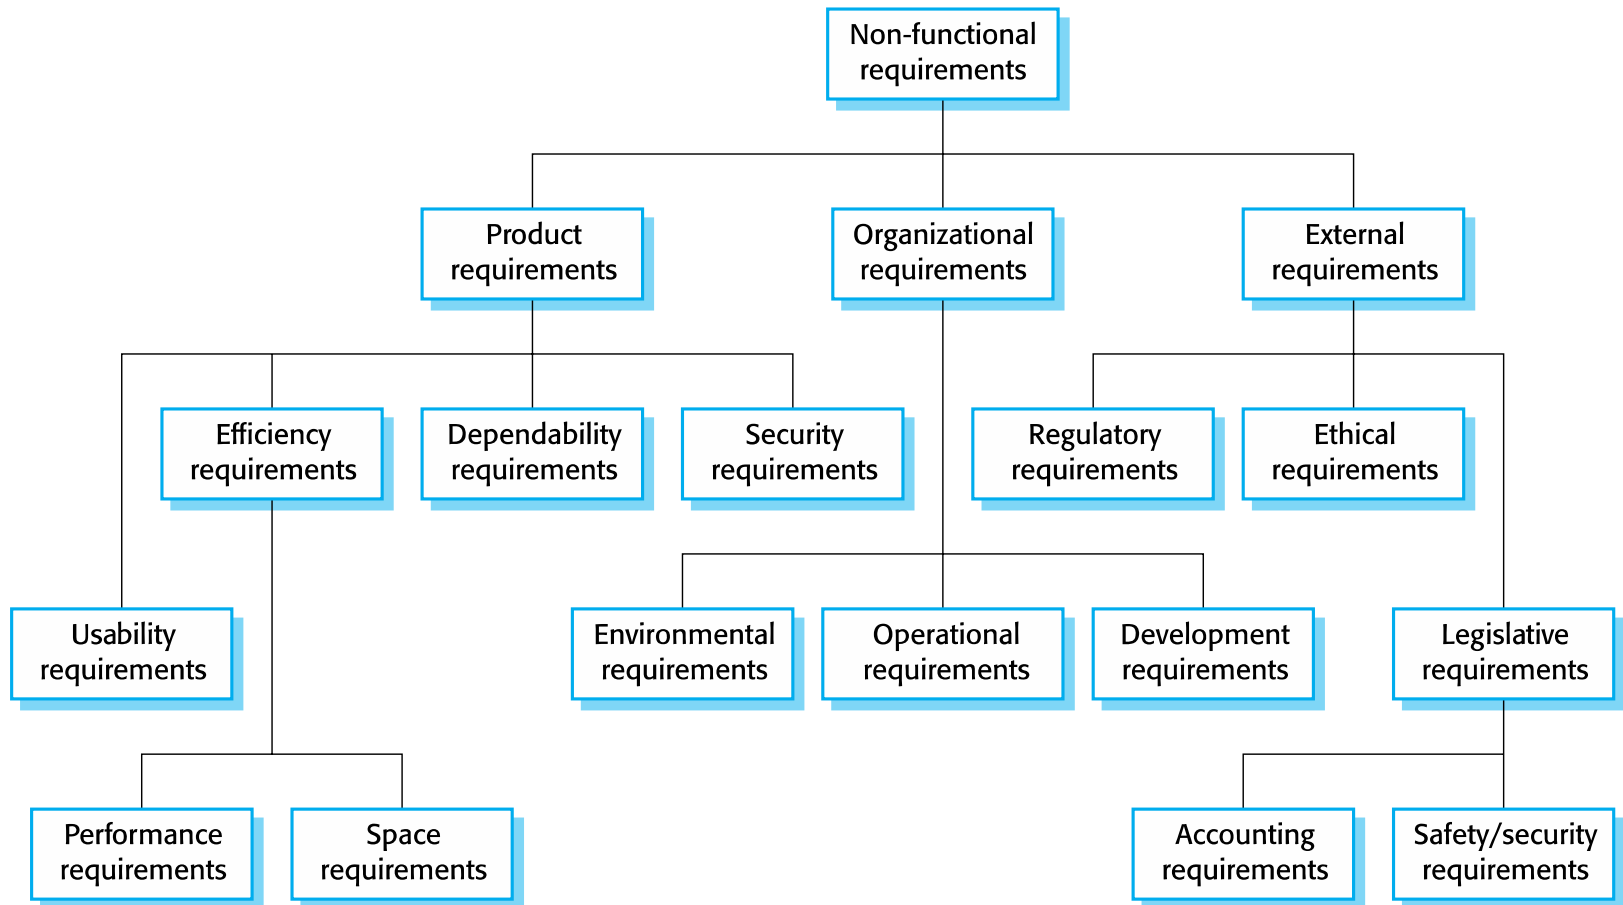 Non-functional
requirements
Product
requirements
Organizational
requirements
External
requirements
Efficiency
requirements
Dependability
requirements
Security
requirements
Regulatory
requirements
Ethical
requirements
Usability
requirements
Environmental
requirements
Operational
requirements
Development
requirements
Legislative
requirements
Performance
requirements
Space
requirements
Accounting
requirements
Safety/security
requirements